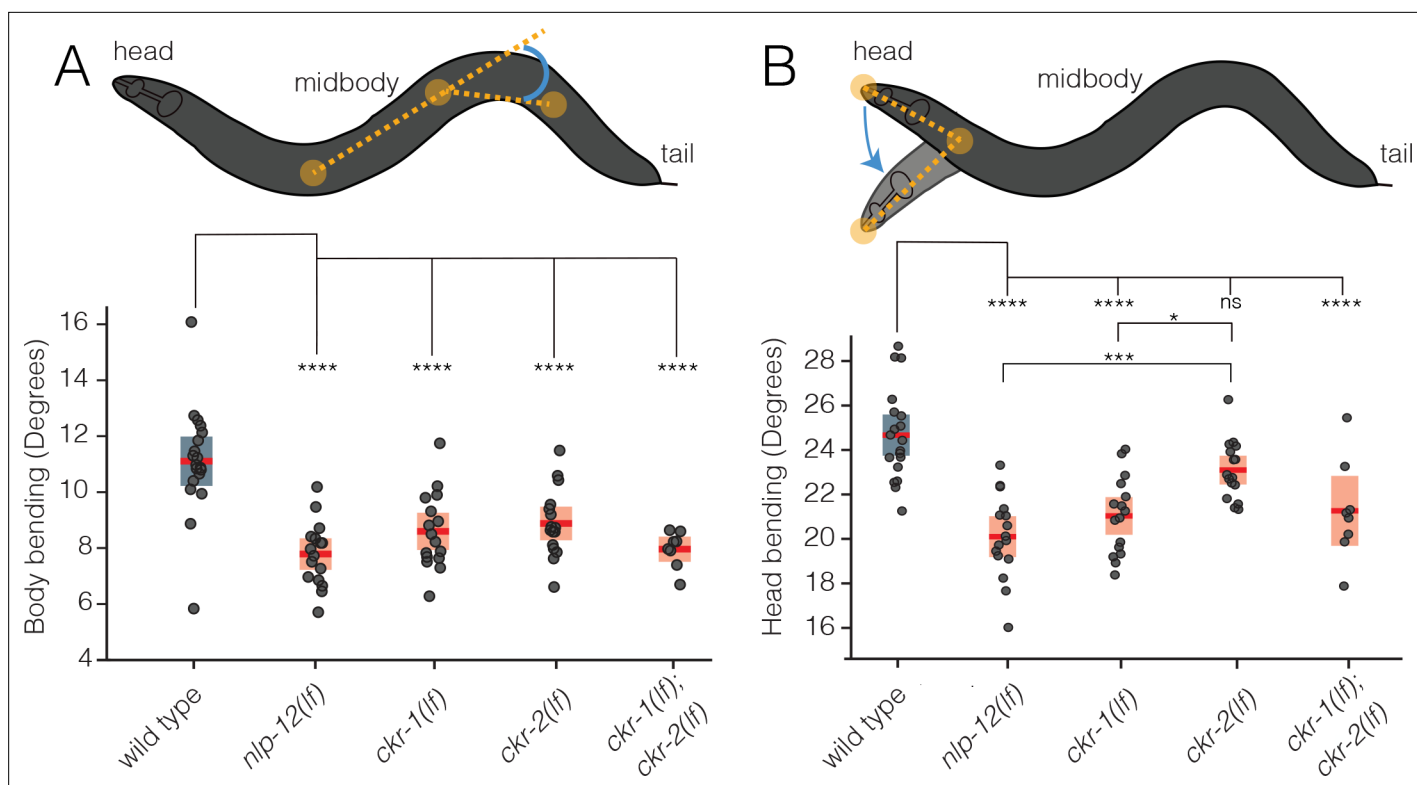 A
head
midbody
tail
Body bending (Degrees)
16
14
12
10
8
6
4
****
****
****
****
wild type
nlp-12(lf)
ckr-1(lf)
ckr-2(lf)
ckr-1(lf);
ckr-2(lf)
B
head
midbody
tail
Head bending (Degrees)
****
****
ns
****
*
***
28
26
24
22
20
18
16
wild type
nlp-12(lf)
ckr-1(lf)
ckr-2(lf)
ckr-1(lf);
ckr-2(lf)